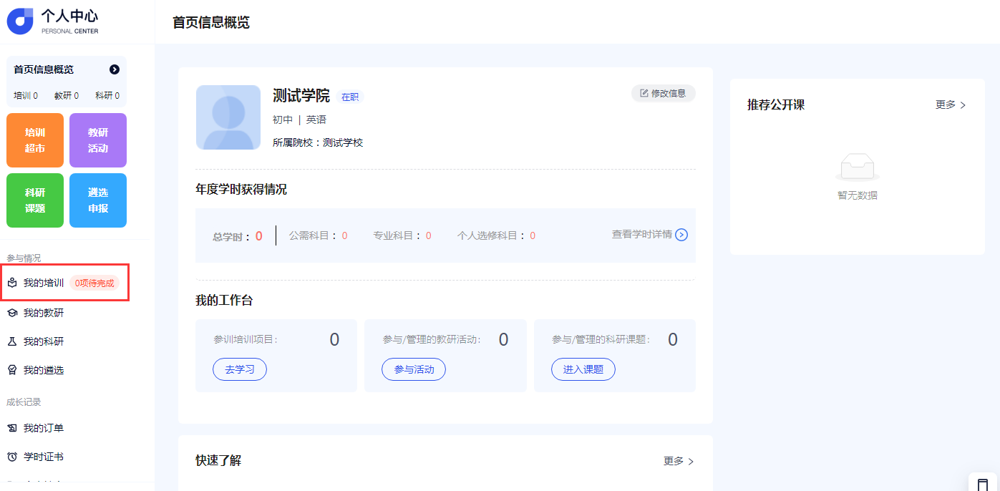 个人中心
PERSONAL CENTER
首页信息概览
培训 0 教研 0 科研 0
培训
超市
教研
活动
科研
课题
遴选
申报
参与情况
我的培训 0项待完成
我的教研
我的科研
我的遴选
成长记录
我的订单
学时证书
首页信息概览
测试学院 在职
修改信息
初中 | 英语
所属院校：测试学校
年度学时获得情况
总学时：0 公需科目：0 专业科目：0 个人选修科目：0 查看学时详情
我的工作台
参训培训项目: 0
去学习
参与/管理的教研活动: 0
参与活动
参与/管理的科研课题: 0
进入课题
快速了解 更多
推荐公开课 更多
暂无数据